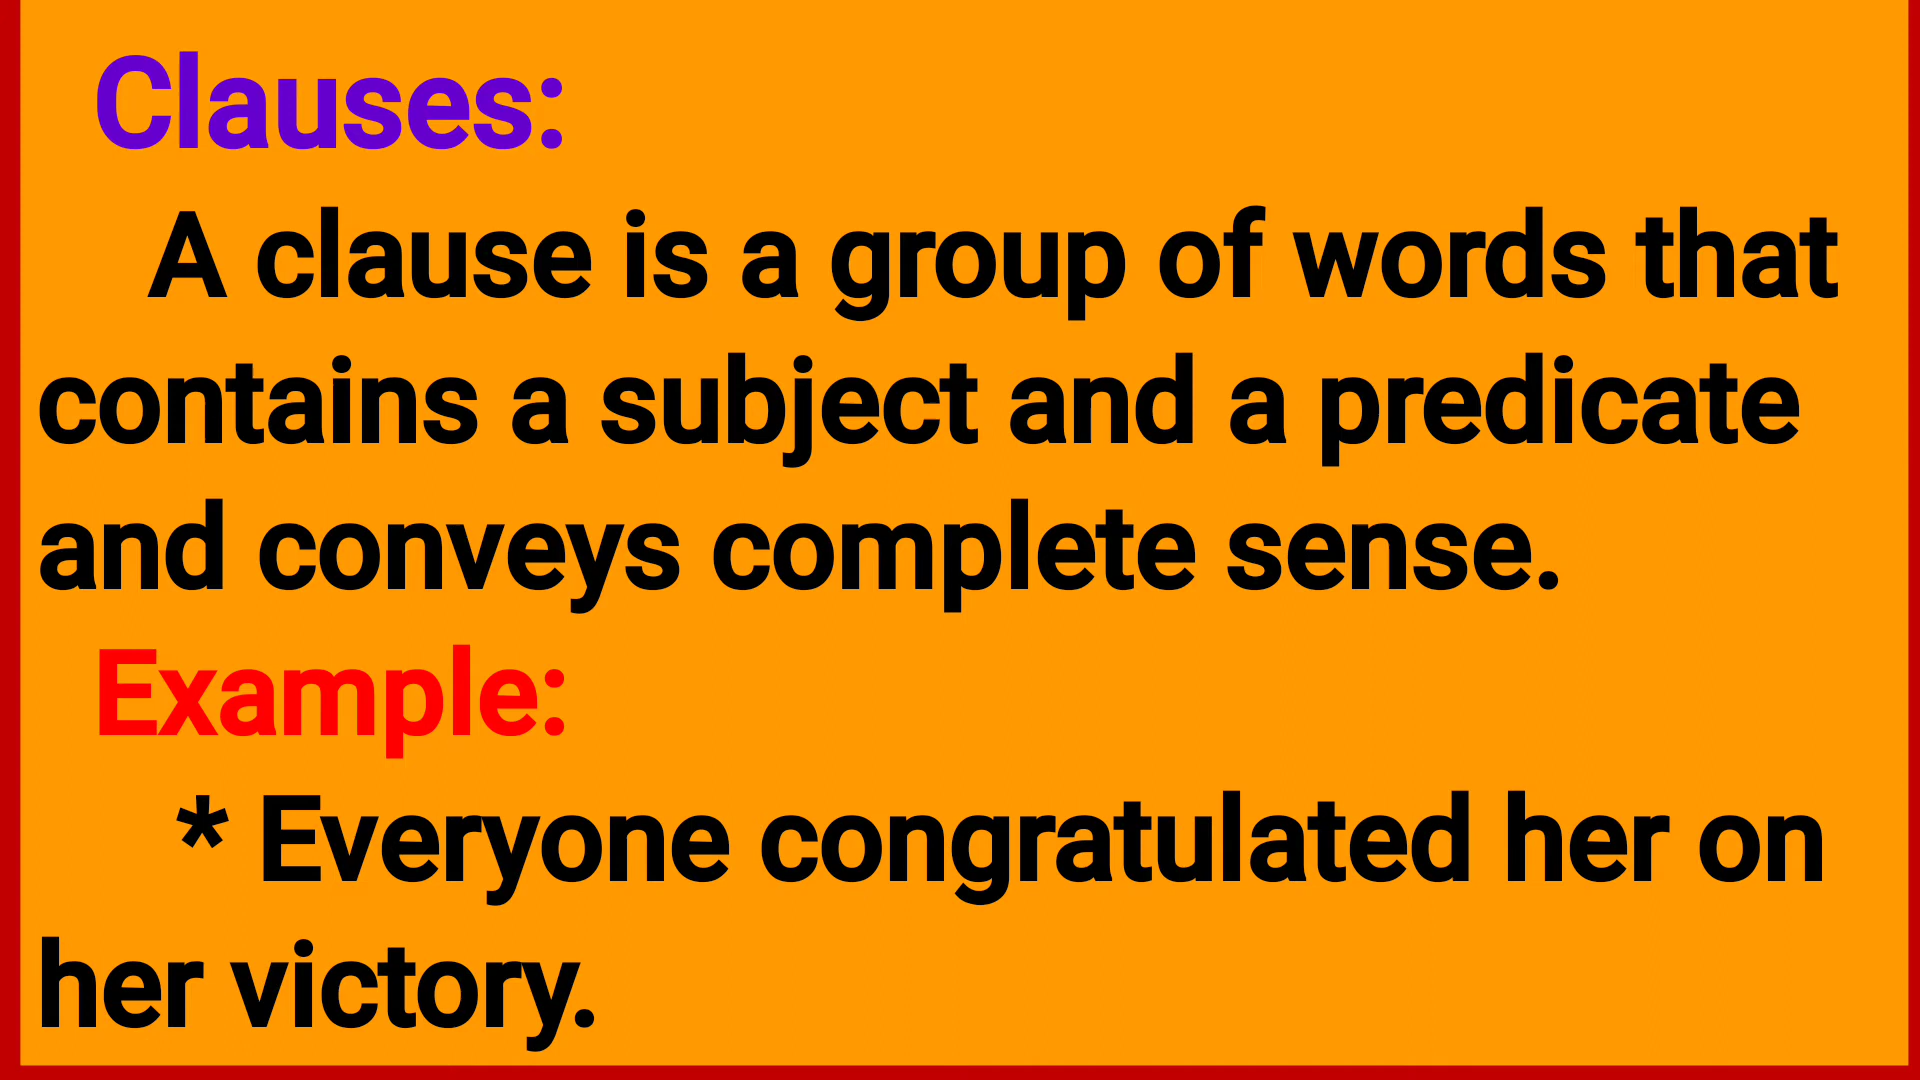 Clauses:
A clause is a group of words that
contains a subject and a predicate
and conveys complete sense.
Example:
* Everyone congratulated her on
her victory.